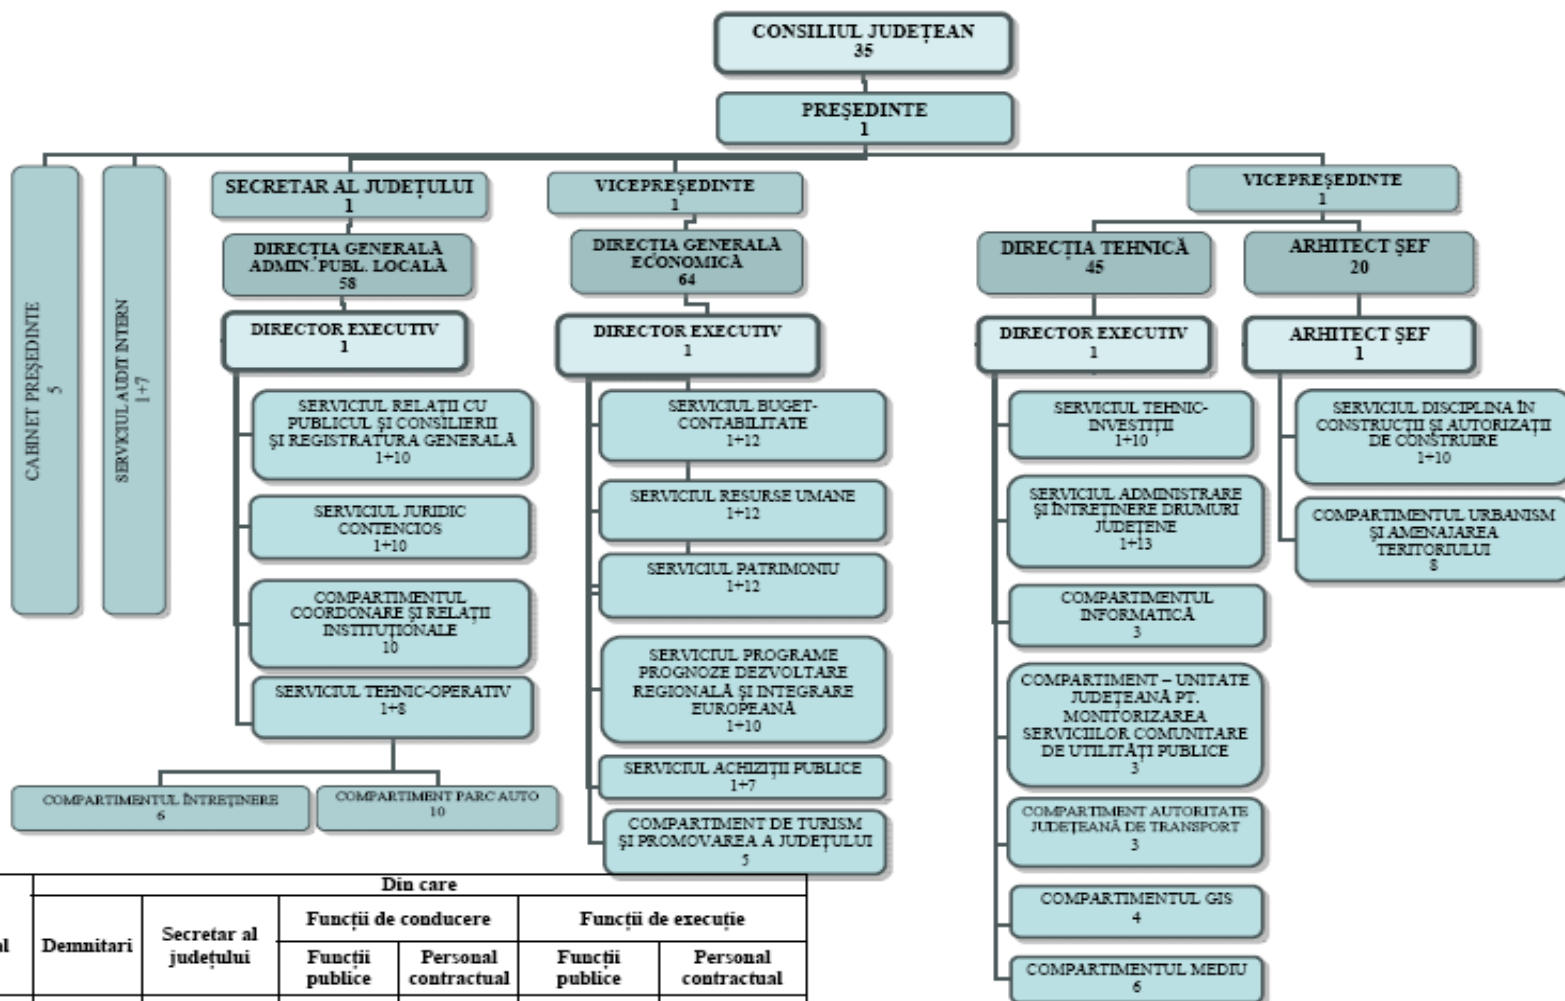 CONSILIUL JUDEȚEAN
35
PREȘEDINTE
1
CABINET PREȘEDINTE
5
SERVICIUL AUDIT INTERN
1+7
SECRETAR AL JUDEȚULUI
1
DIRECȚIA GENERALĂ
ADMIN. PUBL. LOCALĂ
58
DIRECTOR EXECUTIV
1
SERVICIUL RELAȚII CU
PUBLICUL ȘI CONSILIERII
ȘI REGISTRATURA GENERALĂ
1+10
SERVICIUL JURIDIC
CONTENCIOS
1+10
COMPARTIMENTUL
COORDONARE ȘI RELAȚII
INSTITUȚIONALE
10
SERVICIUL TEHNIC-OPERATIV
1+8
COMPARTIMENTUL ÎNTREȚINERE
6
COMPARTIMENT PARC AUTO
10
VICEPREȘEDINTE
1
DIRECȚIA GENERALĂ
ECONOMICĂ
64
DIRECTOR EXECUTIV
1
SERVICIUL BUGET-
CONTABILITATE
1+12
SERVICIUL RESURSE UMANE
1+12
SERVICIUL PATRIMONIU
1+12
SERVICIUL PROGRAME
PROGNOZE DEZVOLTARE
REGIONALĂ ȘI INTEGRARE
EUROPEANĂ
1+10
SERVICIUL ACHIZIȚII PUBLICE
1+7
COMPARTIMENT DE TURISM
ȘI PROMOVAREA A JUDEȚULUI
5
VICEPREȘEDINTE
1
DIRECȚIA TEHNICĂ
45
DIRECTOR EXECUTIV
1
SERVICIUL TEHNIC-
INVESTIȚII
1+10
SERVICIUL ADMINISTRARE
ȘI ÎNTREȚINERE DRUMURI
JUDEȚENE
1+13
COMPARTIMENTUL
INFORMATICĂ
3
COMPARTIMENT – UNITATE
JUDEȚEANĂ PT.
MONITORIZAREA
SERVICIILOR COMUNITARE
DE UTILITĂȚI PUBLICE
3
COMPARTIMENT AUTORITATE
JUDEȚEANĂ DE TRANSPORT
3
COMPARTIMENTUL GIS
4
COMPARTIMENTUL MEDIU
6
ARHITECT ȘEF
20
ARHITECT ȘEF
1
SERVICIUL DISCIPLINA ÎN
CONSTRUCȚII ȘI AUTORIZAȚII
DE CONSTRUIRE
1+10
COMPARTIMENTUL URBANISM
ȘI AMENAJAREA
TERITORIULUI
8
Din care
Demnitari
Secretar al
județului
Funcții de conducere
Funcții de execuție
Funcții
publice
Personal
contractual
Funcții
publice
Personal
contractual